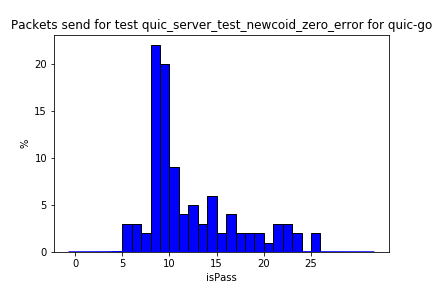 Packets send for test quic_server_test_newcoid_zero_error for quic-go
20
15
10
5
0
%
0 5 10 15 20 25
isPass